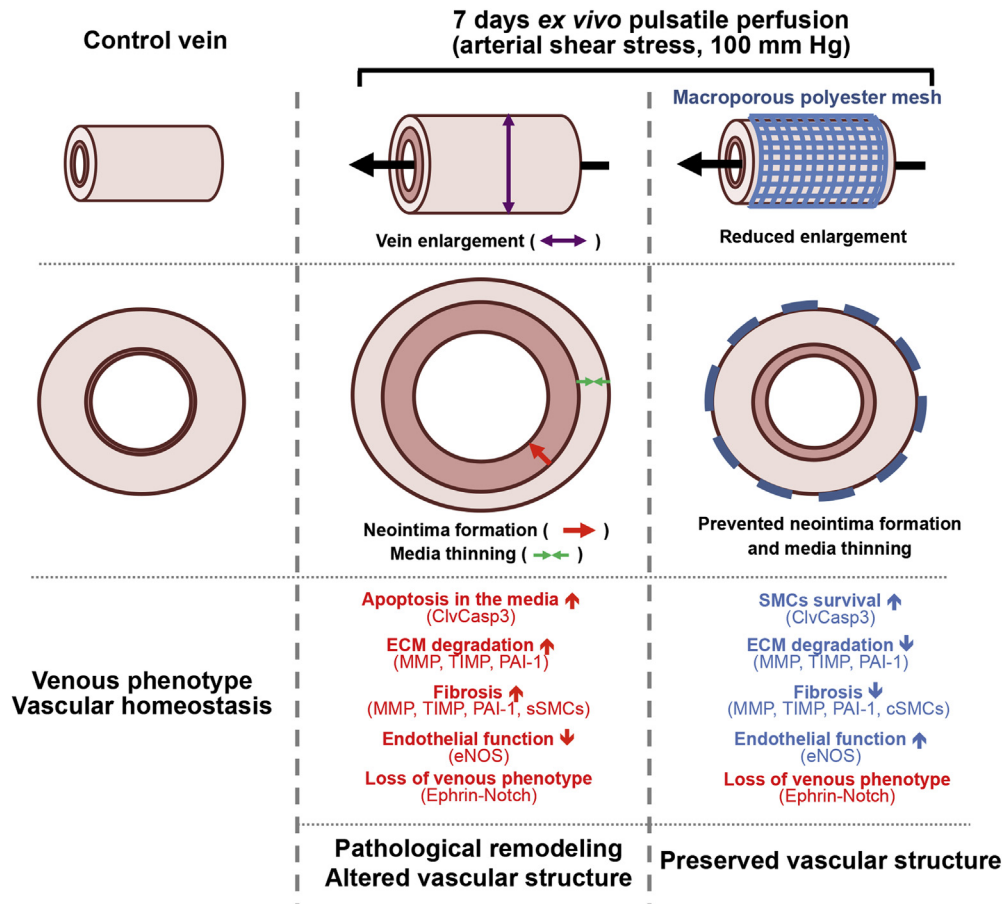 Control vein
7 days ex vivo pulsatile perfusion
(arterial shear stress, 100 mm Hg)
Macroporous polyester mesh
Vein enlargement ( )
Reduced enlargement
Neointima formation ( )
Media thinning ( )
Prevented neointima formation
and media thinning
Venous phenotype
Vascular homeostasis
Apoptosis in the media ↑
(ClvCasp3)
ECM degradation ↑
(MMP, TIMP, PAI-1)
Fibrosis ↑
(MMP, TIMP, PAI-1, sSMCs)
Endothelial function ↓
(eNOS)
Loss of venous phenotype
(Ephrin-Notch)
SMCs survival ↑
(ClvCasp3)
ECM degradation ↓
(MMP, TIMP, PAI-1)
Fibrosis ↓
(MMP, TIMP, PAI-1, cSMCs)
Endothelial function ↑
(eNOS)
Loss of venous phenotype
(Ephrin-Notch)
Pathological remodeling
Altered vascular structure
Preserved vascular structure